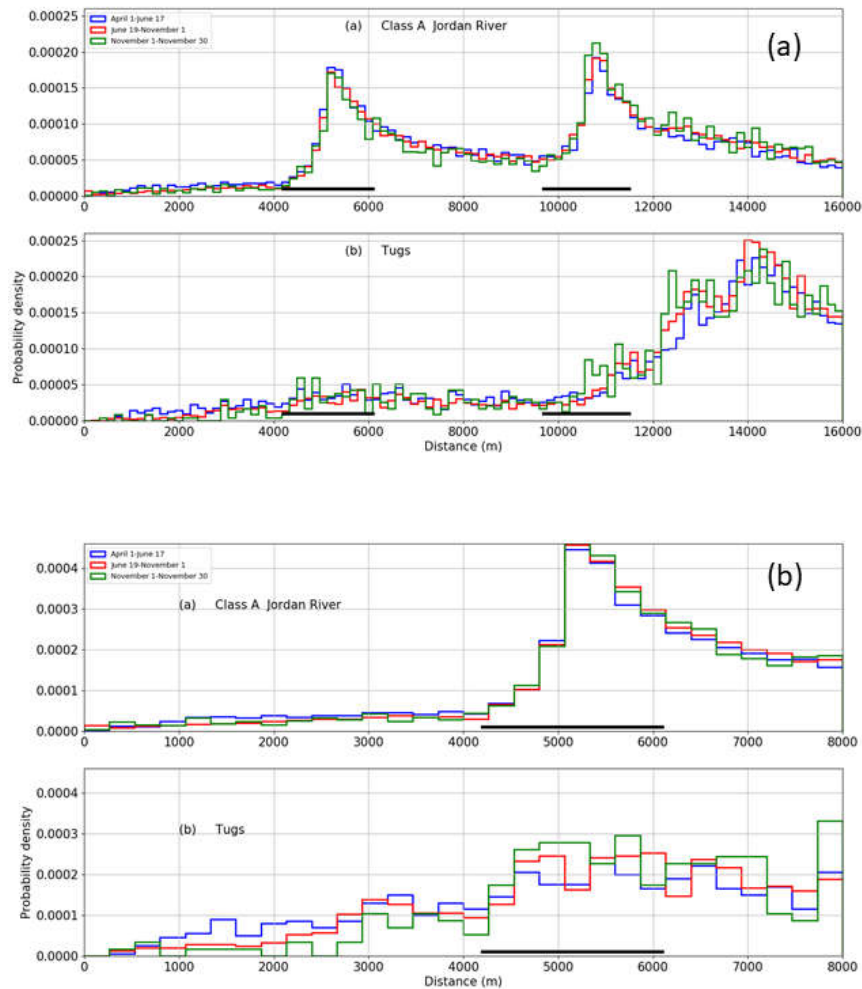 April 1-June 17
June 19-November 1
November 1-November 30
(a) Class A Jordan River
(a)
0.00025
0.00020
0.00015
0.00010
0.00005
0.00000
0 2000 4000 6000 8000 10000 12000 14000 16000
(b) Tugs
0.00025
0.00020
0.00015
0.00010
0.00005
0.00000
Probability density
0 2000 4000 6000 8000 10000 12000 14000 16000
Distance (m)
April 1-June 17
June 19-November 1
November 1-November 30
(b)
(a) Class A Jordan River
0.0004
0.0003
0.0002
0.0001
0.0000
0 1000 2000 3000 4000 5000 6000 7000 8000
(b) Tugs
0.0004
0.0003
0.0002
0.0001
0.0000
Probability density
0 1000 2000 3000 4000 5000 6000 7000 8000
Distance (m)